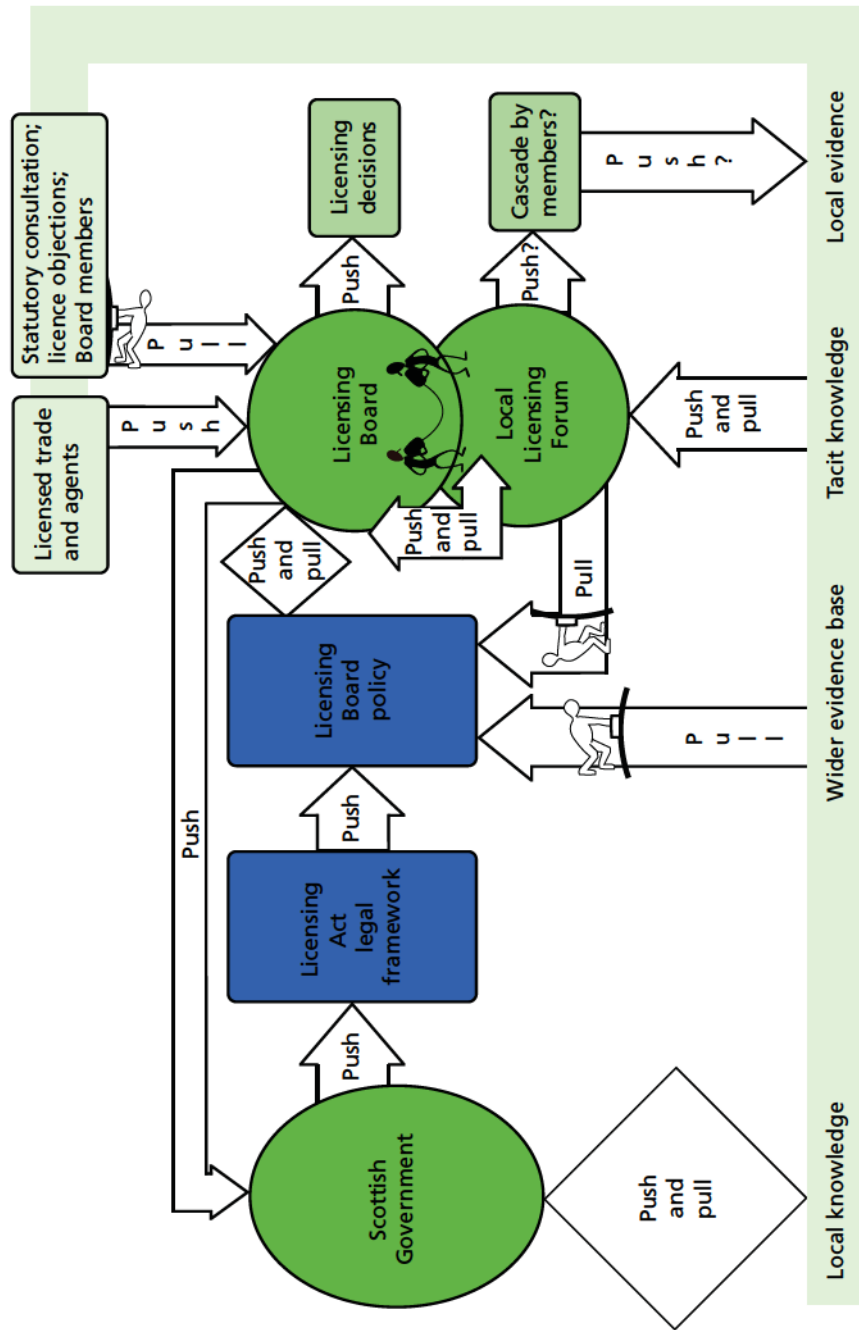 Licensed trade
and agents
Statutory consultation;
licence objections;
Board members
Push
Push
Pull
Scottish
Government
Push
Licensing
Act
legal
framework
Push
Licensing
Board
policy
Push
and
pull
Licensing
Board
Push
Licensing
decisions
Push
and
pull
Local
Licensing
Forum
Push?
Cascade by
members?
Push
and
pull
Pull
Pull
Push
and pull
Push?
Local knowledge
Wider evidence base
Tacit knowledge
Local evidence